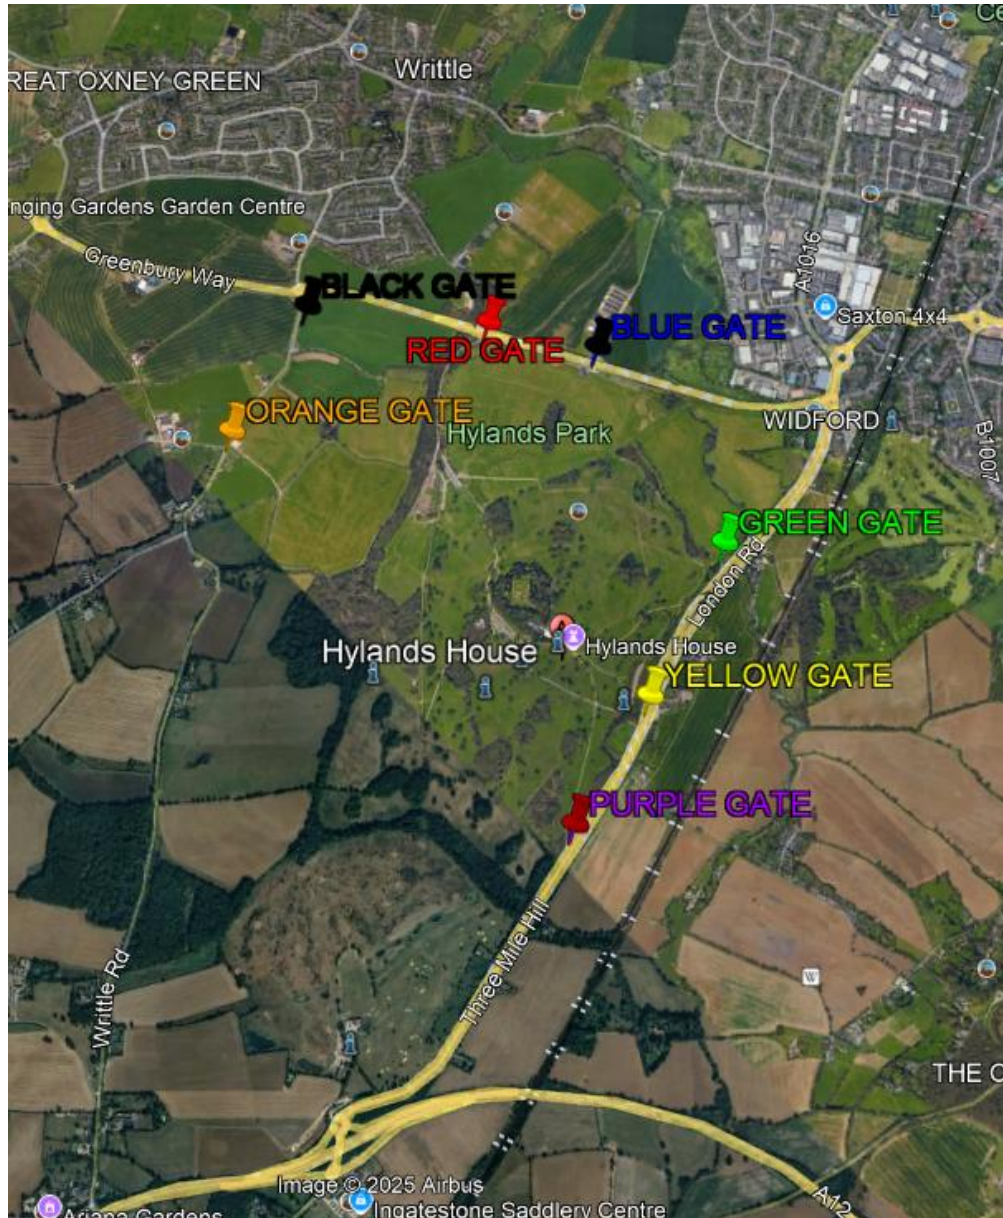 Ce
Writtle
REAT OXNEY GREEN
nging Gardens Garden Centre
Greenbury Way
A1016
BLACK GATE
Saxton 4x4
BLUE GATE
RED GATE
ORANGE GATE
WIDFORD
Hylands Park
B1007
GREEN GATE
London Rd
Hylands House
Hylands House
YELLOW GATE
PURPLE GATE
Three Mile Hill
Writtle Rd
W
THE C
Image © 2025 Airbus
A12
Ariana Gardens
Ingatestone Saddlery Centre